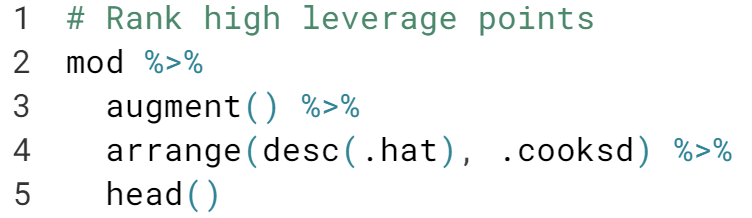 1 # Rank high leverage points
2 mod %>%
3   augment() %>%
4   arrange(desc(.hat), .cooksd) %>%
5   head()